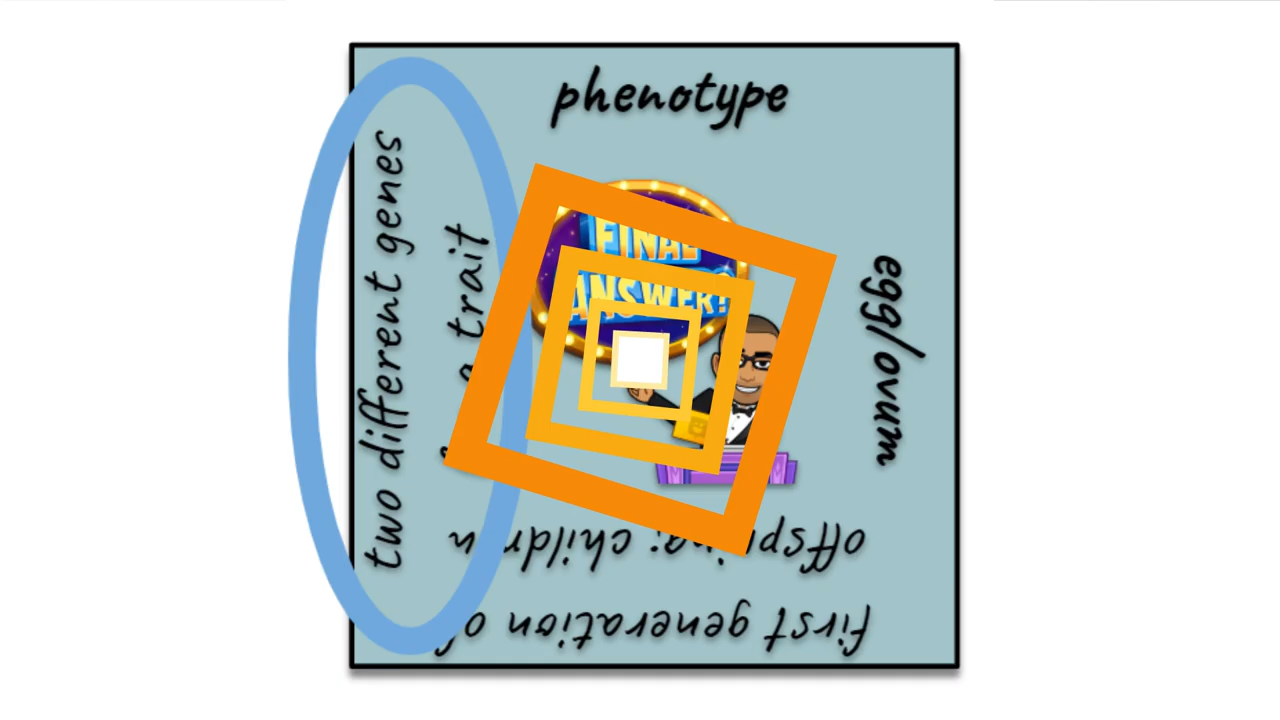 phenotype
FINAL
ANSWER!
two different genes
a trait
egg/ovum
first generation of
offspring; children